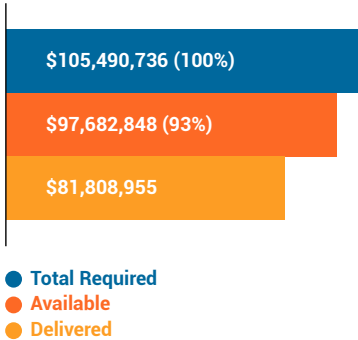 $105,490,736 (100%)
$97,682,848 (93%)
$81,808,955
Total Required
Available
Delivered